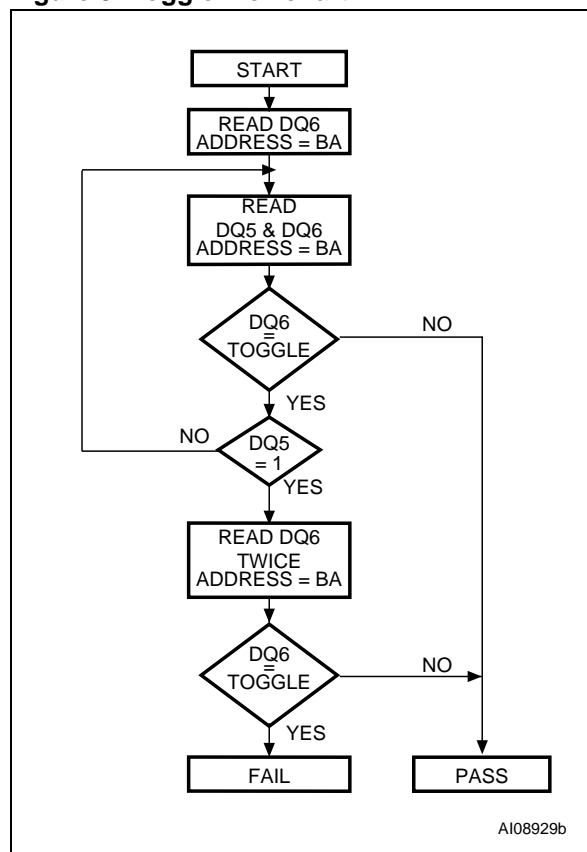 START
READ DQ6
ADDRESS = BA
READ
DQ5 & DQ6
ADDRESS = BA
DQ6
=
TOGGLE
NO
YES
NO
DQ5
= 1
YES
READ DQ6
TWICE
ADDRESS = BA
DQ6
=
TOGGLE
NO
YES
FAIL
PASS
AI08929b